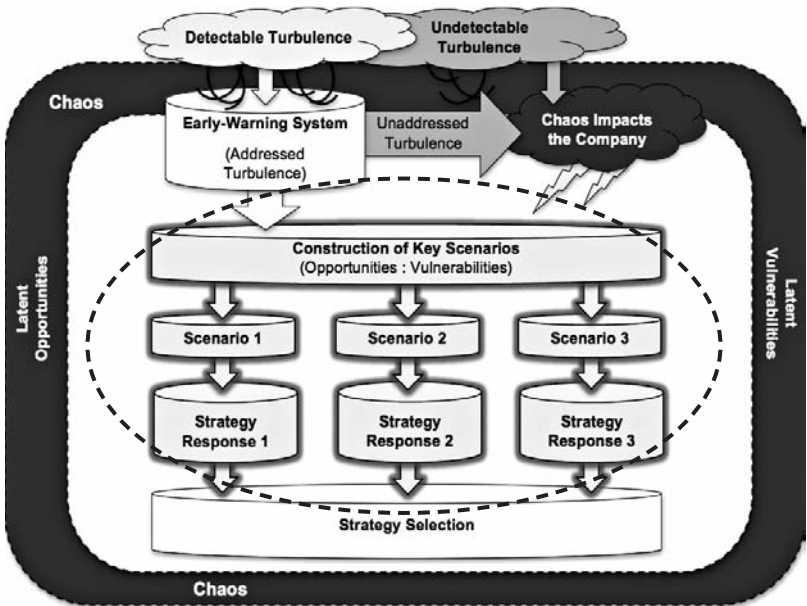 Detectable Turbulence
Undetectable
Turbulence
Chaos
Early-Warning System
(Addressed
Turbulence)
Unaddressed
Turbulence
Chaos Impacts
the Company
Latent
Opportunities
Latent
Vulnerabilities
Construction of Key Scenarios
(Opportunities : Vulnerabilities)
Scenario 1
Scenario 2
Scenario 3
Strategy
Response 1
Strategy
Response 2
Strategy
Response 3
Strategy Selection
Chaos